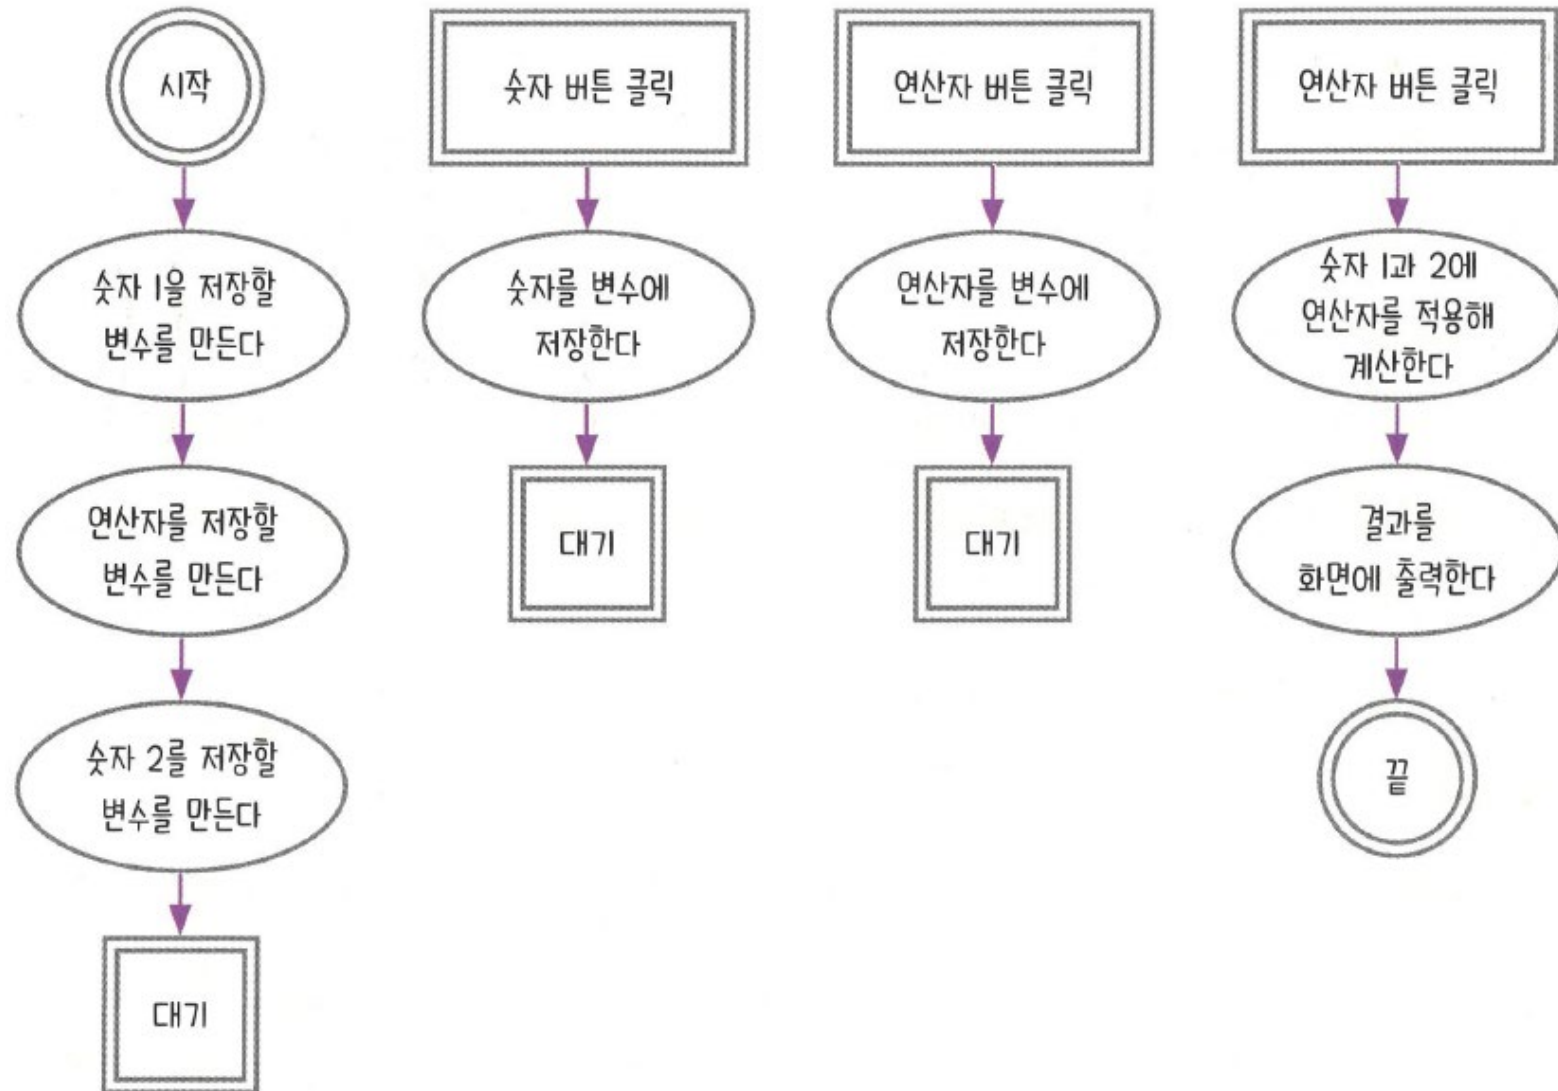 시작
숫자 1을 저장할
변수를 만든다
연산자를 저장할
변수를 만든다
숫자 2를 저장할
변수를 만든다
대기
숫자 버튼 클릭
숫자를 변수에
저장한다
대기
연산자 버튼 클릭
연산자를 변수에
저장한다
대기
연산자 버튼 클릭
숫자 1과 2에
연산자를 적용해
계산한다
결과를
화면에 출력한다
끝